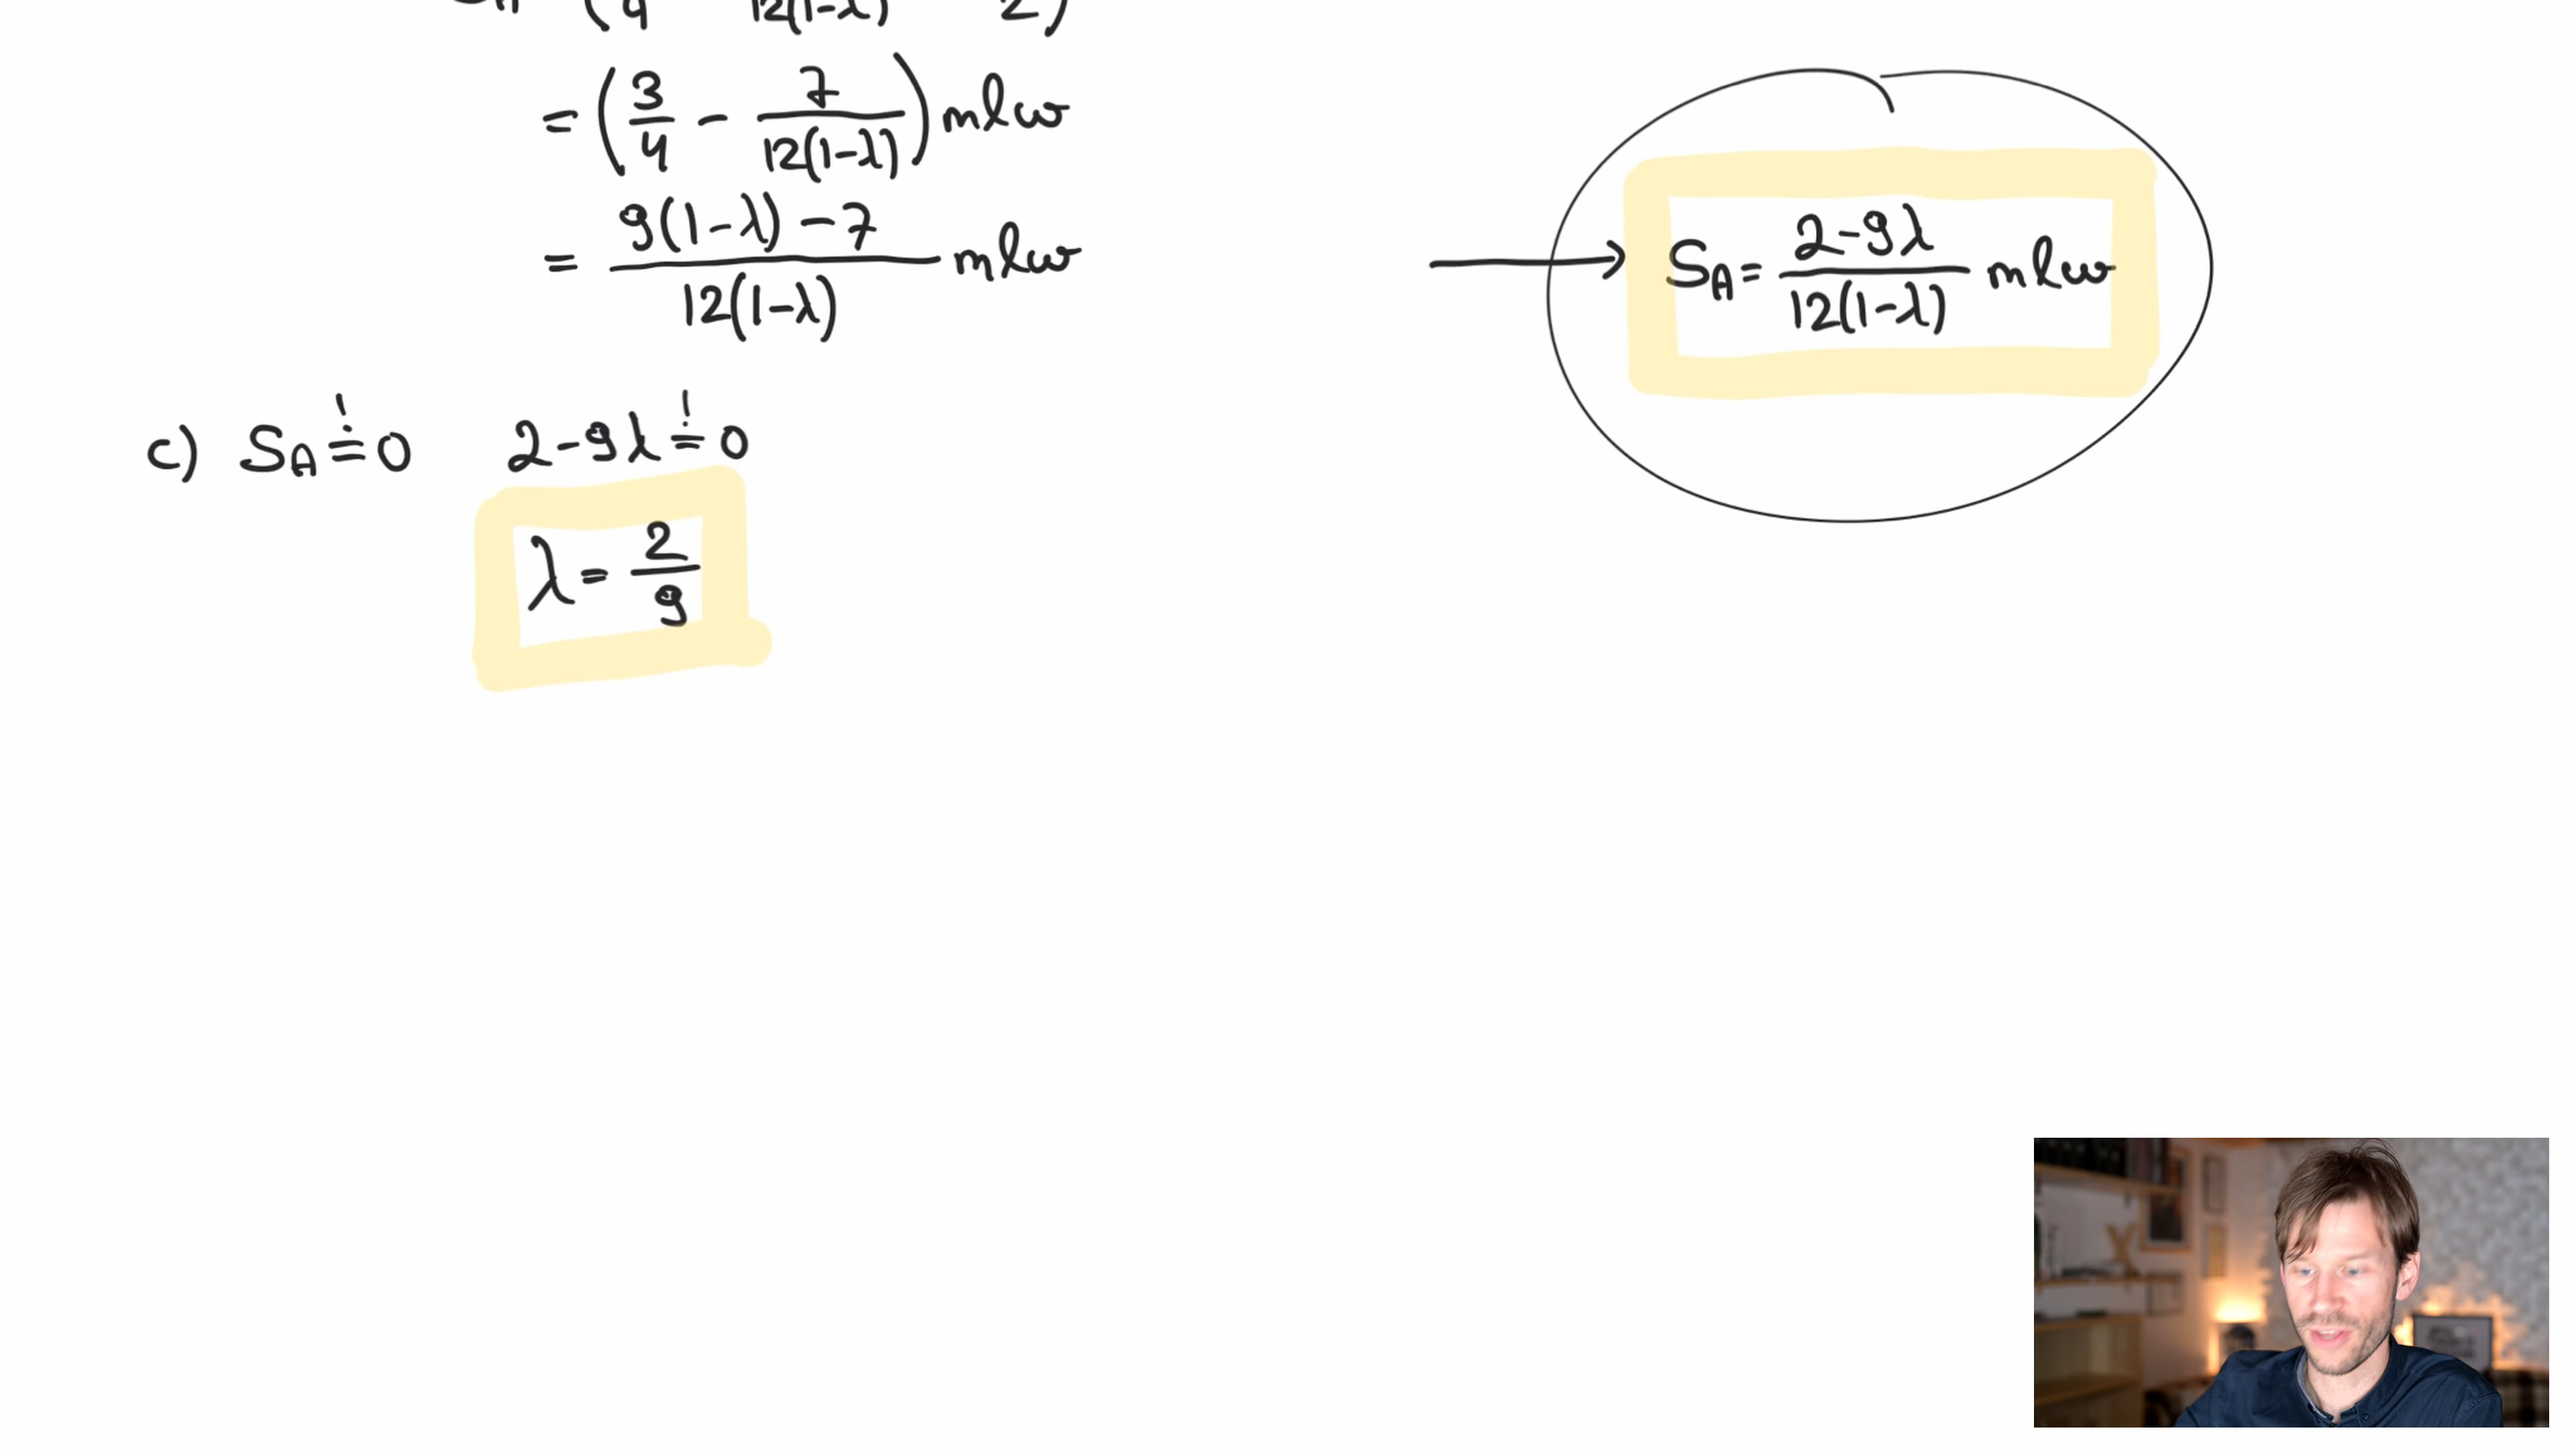 = (3/4 - 7/12(1-λ)) mlω
= 9(1-λ) - 7 / 12(1-λ) mlω
→ S_A = 2-9λ / 12(1-λ) mlω
c) S_A =! 0 2-9λ =! 0
λ = 2/9